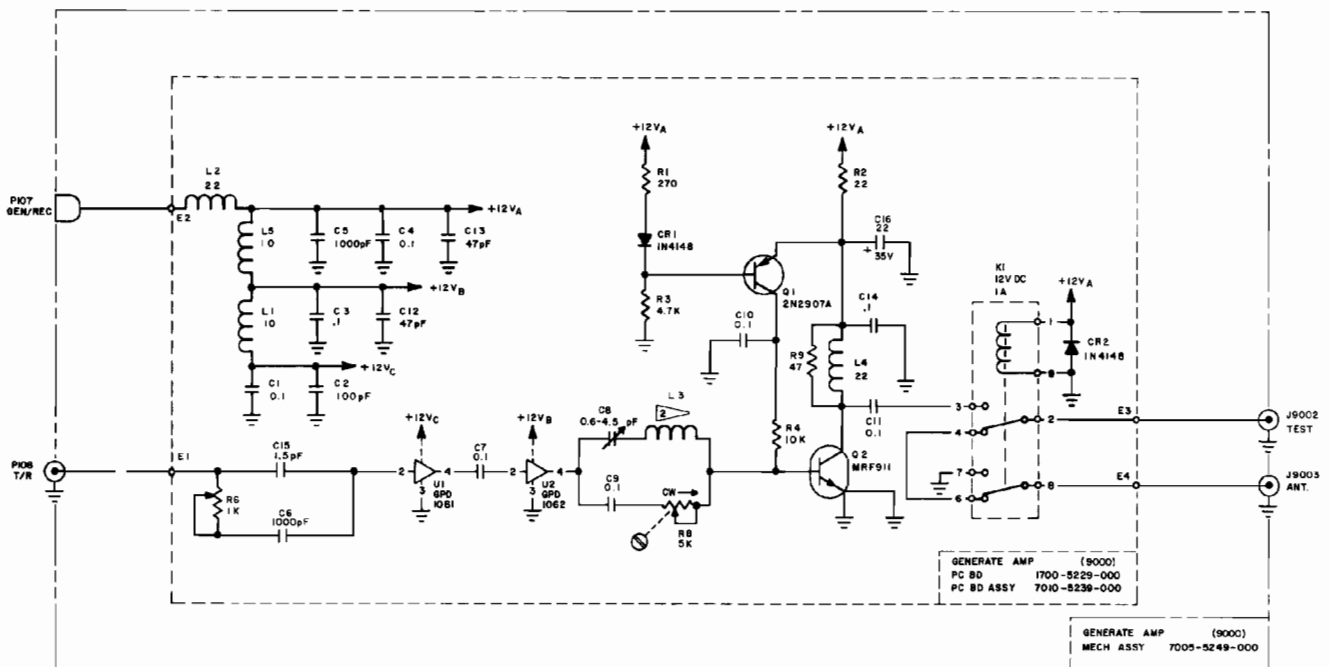 +12VA
+12VA
L2
22
R1
270
R2
22
P107
GEN/REC
E2
+12VA
L5
10
C5
1000pF
C4
0.1
C13
47pF
CR1
1N4148
C16
22
+
35V
K1
12V DC
1A
+12VA
Q1
2N2907A
+12VB
R3
4.7K
L1
10
C3
.1
C12
47pF
C10
0.1
C14
.1
1
CR2
1N4148
R9
47
L4
22
+12VC
9
C1
0.1
C2
100pF
L3
2
C8
0.6-4.5 pF
3
2
E3
J9002
TEST
+12VC
+12VB
C11
0.1
4
R4
10K
P108
T/R
E1
C15
1.5pF
C7
0.1
Q2
MRF911
2
4
2
4
7
U1
GPD
1081
3
U2
GPD
1062
3
C9
0.1
CW
6
8
E4
J9003
ANT.
R6
1K
C6
1000pF
R8
5K
GENERATE AMP (9000)
PC BD 1700-5229-000
PC BD ASSY 7010-5239-000
GENERATE AMP (9000)
MECH ASSY 7005-5249-000